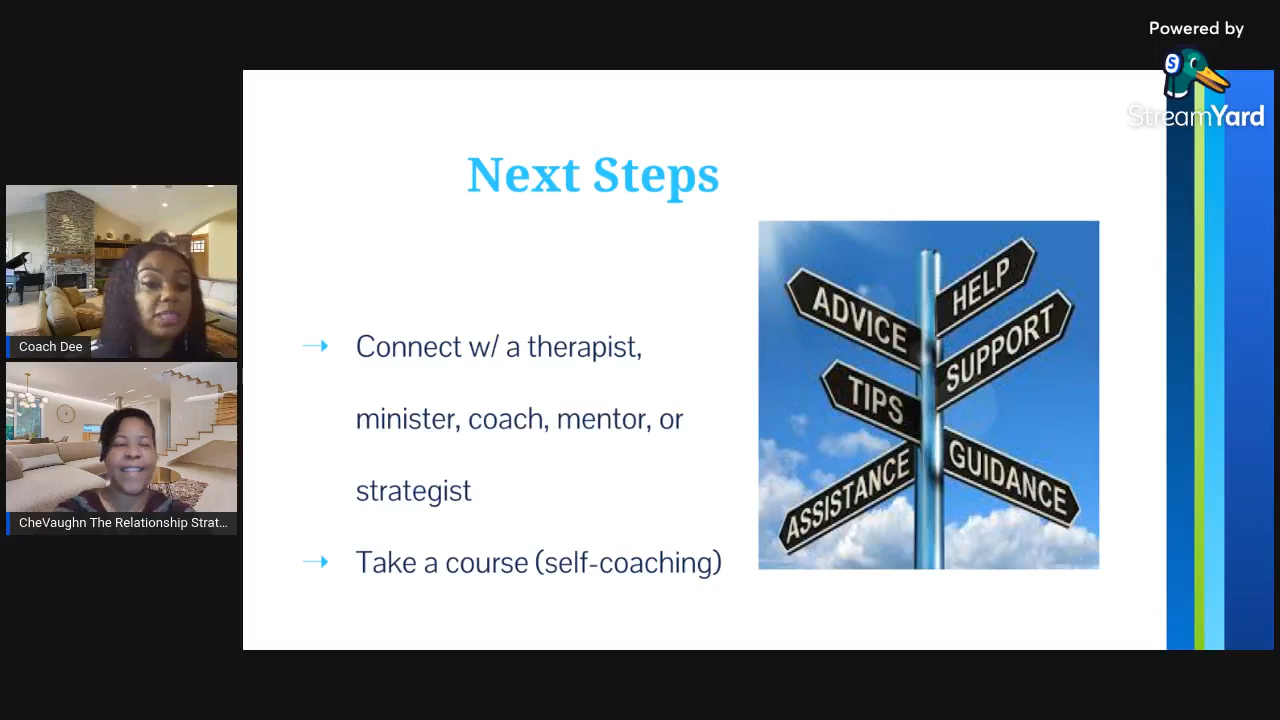 Powered by
S
StreamYard
Next Steps
→ Connect w/ a therapist,
minister, coach, mentor, or
strategist
→ Take a course (self-coaching)
ADVICE
HELP
SUPPORT
TIPS
GUIDANCE
ASSISTANCE
Coach Dee
CheVaughn The Relationship Strat...